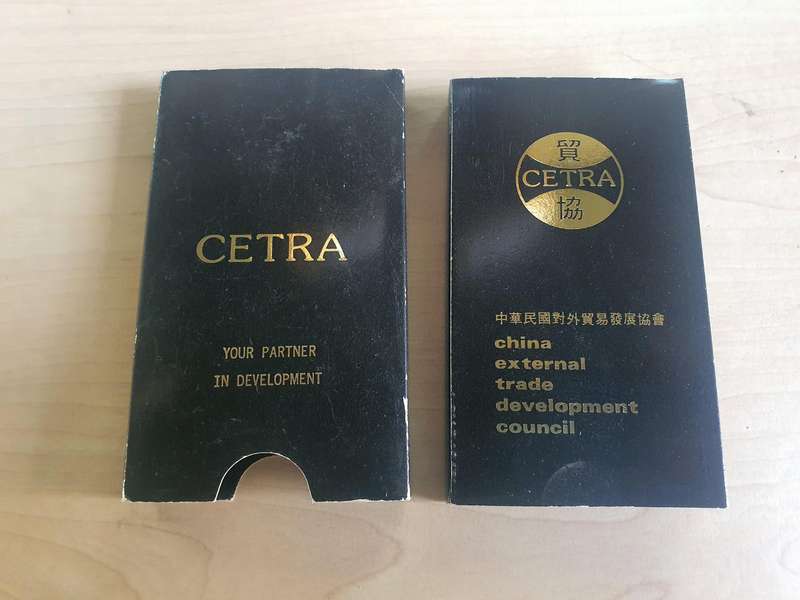 CETRA
YOUR PARTNER
IN DEVELOPMENT
貿
CETRA
協
中華民國對外貿易發展協會
china
external
trade
development
council